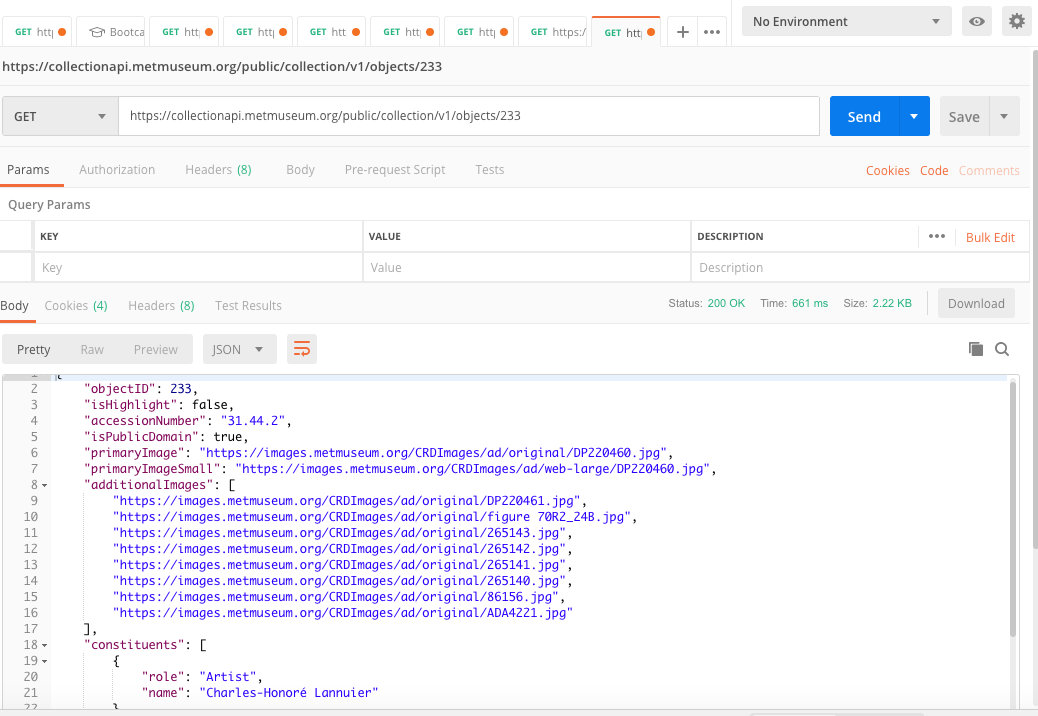 GET htt GET Bootca GET htt GET htt GET htt GET htt GET htt GET https:/ GET htt + ••• No Environment
https://collectionapi.metmuseum.org/public/collection/v1/objects/233
GET https://collectionapi.metmuseum.org/public/collection/v1/objects/233 Send Save
Params Authorization Headers (8) Body Pre-request Script Tests Cookies Code Comments
Query Params
KEY VALUE DESCRIPTION ••• Bulk Edit
Key Value Description
Body Cookies (4) Headers (8) Test Results Status: 200 OK Time: 661 ms Size: 2.22 KB Download
Pretty Raw Preview JSON
1 {
2 "objectID": 233,
3 "isHighlight": false,
4 "accessionNumber": "31.44.2",
5 "isPublicDomain": true,
6 "primaryImage": "https://images.metmuseum.org/CRDImages/ad/original/DP220460.jpg",
7 "primaryImageSmall": "https://images.metmuseum.org/CRDImages/ad/web-large/DP220460.jpg",
8 "additionalImages": [
9 "https://images.metmuseum.org/CRDImages/ad/original/DP220461.jpg",
10 "https://images.metmuseum.org/CRDImages/ad/original/figure 70R2_24B.jpg",
11 "https://images.metmuseum.org/CRDImages/ad/original/265143.jpg",
12 "https://images.metmuseum.org/CRDImages/ad/original/265142.jpg",
13 "https://images.metmuseum.org/CRDImages/ad/original/265141.jpg",
14 "https://images.metmuseum.org/CRDImages/ad/original/265140.jpg",
15 "https://images.metmuseum.org/CRDImages/ad/original/86156.jpg",
16 "https://images.metmuseum.org/CRDImages/ad/original/ADA4221.jpg"
17 ],
18 "constituents": [
19 {
20 "role": "Artist",
21 "name": "Charles-Honoré Lannuier"
22 }